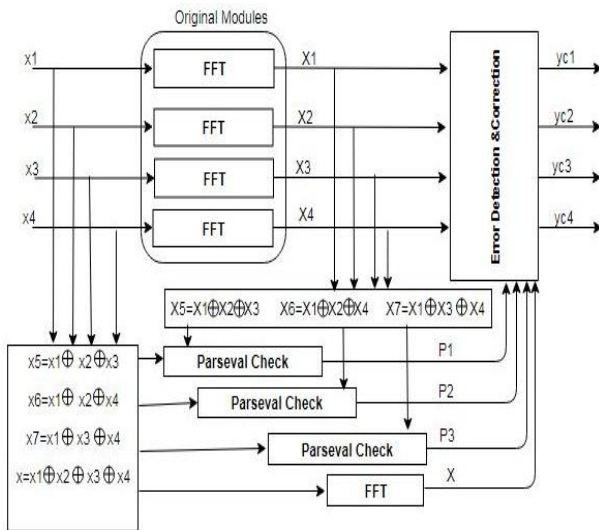 Original Modules
x1
FFT
X1
yc1
x2
FFT
X2
yc2
x3
FFT
X3
yc3
x4
FFT
X4
yc4
Error Detection &Correction
X5=X1⊕X2⊕X3
X6=X1⊕X2⊕X4
X7=X1⊕X3 ⊕ X4
x5=x1⊕ x2⊕x3
x6=x1⊕ x2⊕x4
x7=x1⊕ x3 ⊕ x4
x=x1⊕x2 ⊕ x3 ⊕ x4
Parseval Check
P1
Parseval Check
P2
Parseval Check
P3
FFT
X